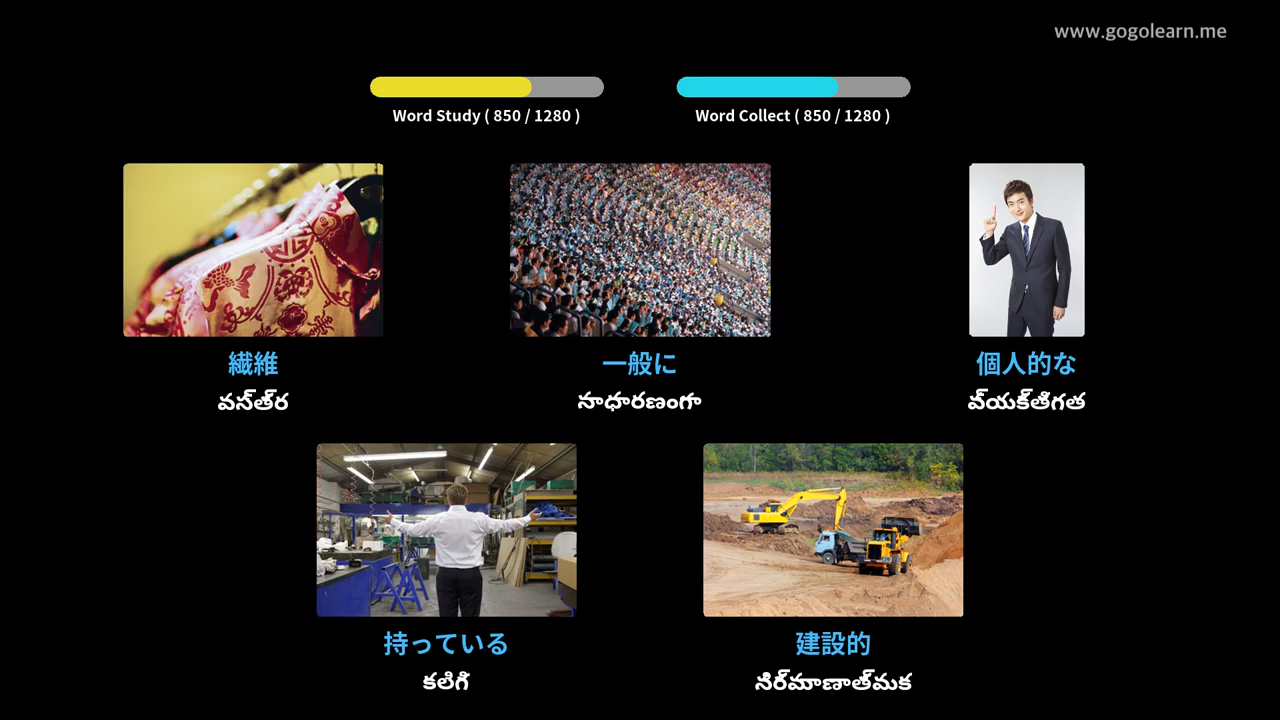 www.gogolearn.me
Word Study ( 850 / 1280 )
Word Collect ( 850 / 1280 )
繊維
వస్త్ర
一般に
సాధారణంగా
個人的な
వ్యక్తిగత
持っている
కలిగి
建設的
నిర్మాణాత్మక